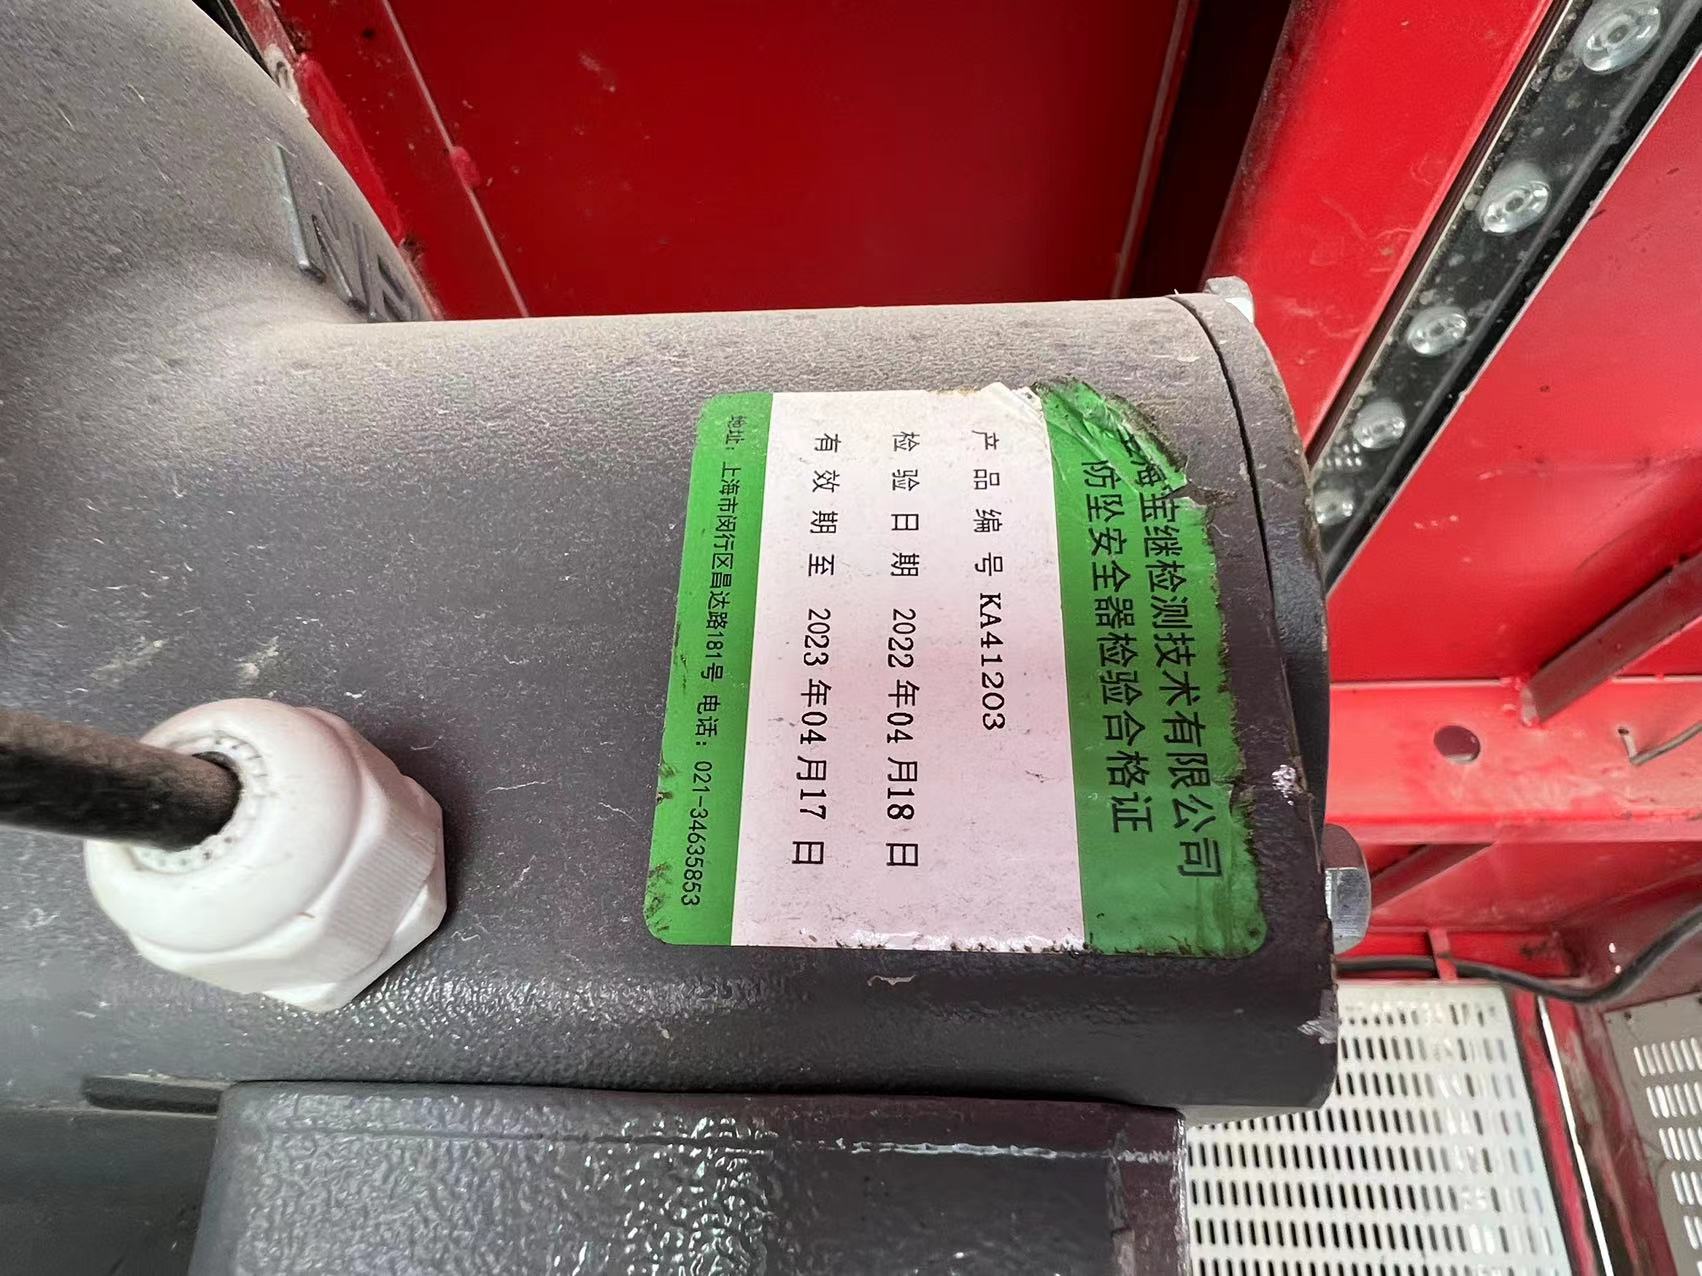 上海宝继检测技术有限公司
防坠安全器检验合格证
产品编号 KA41203
检验日期 2022年04月18日
有效期至 2023年04月17日
地址：上海市闵行区昌达路181号 电话：021-34635853